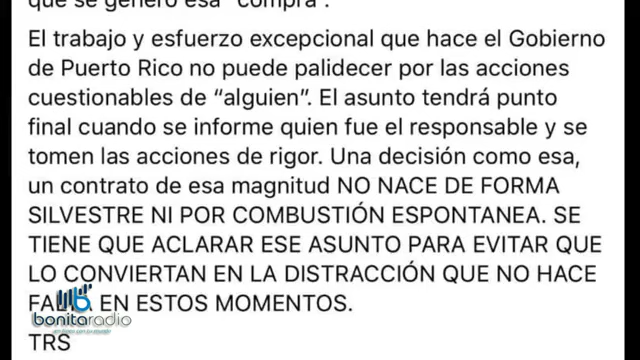 que se generó esa "compra".
El trabajo y esfuerzo excepcional que hace el Gobierno
de Puerto Rico no puede palidecer por las acciones
cuestionables de “alguien”. El asunto tendrá punto
final cuando se informe quien fue el responsable y se
tomen las acciones de rigor. Una decisión como esa,
un contrato de esa magnitud NO NACE DE FORMA
SILVESTRE NI POR COMBUSTIÓN ESPONTANEA. SE
TIENE QUE ACLARAR ESE ASUNTO PARA EVITAR QUE
LO CONVIERTAN EN LA DISTRACCIÓN QUE NO HACE
EN ESTOS MOMENTOS.
bonitaradio
TRS